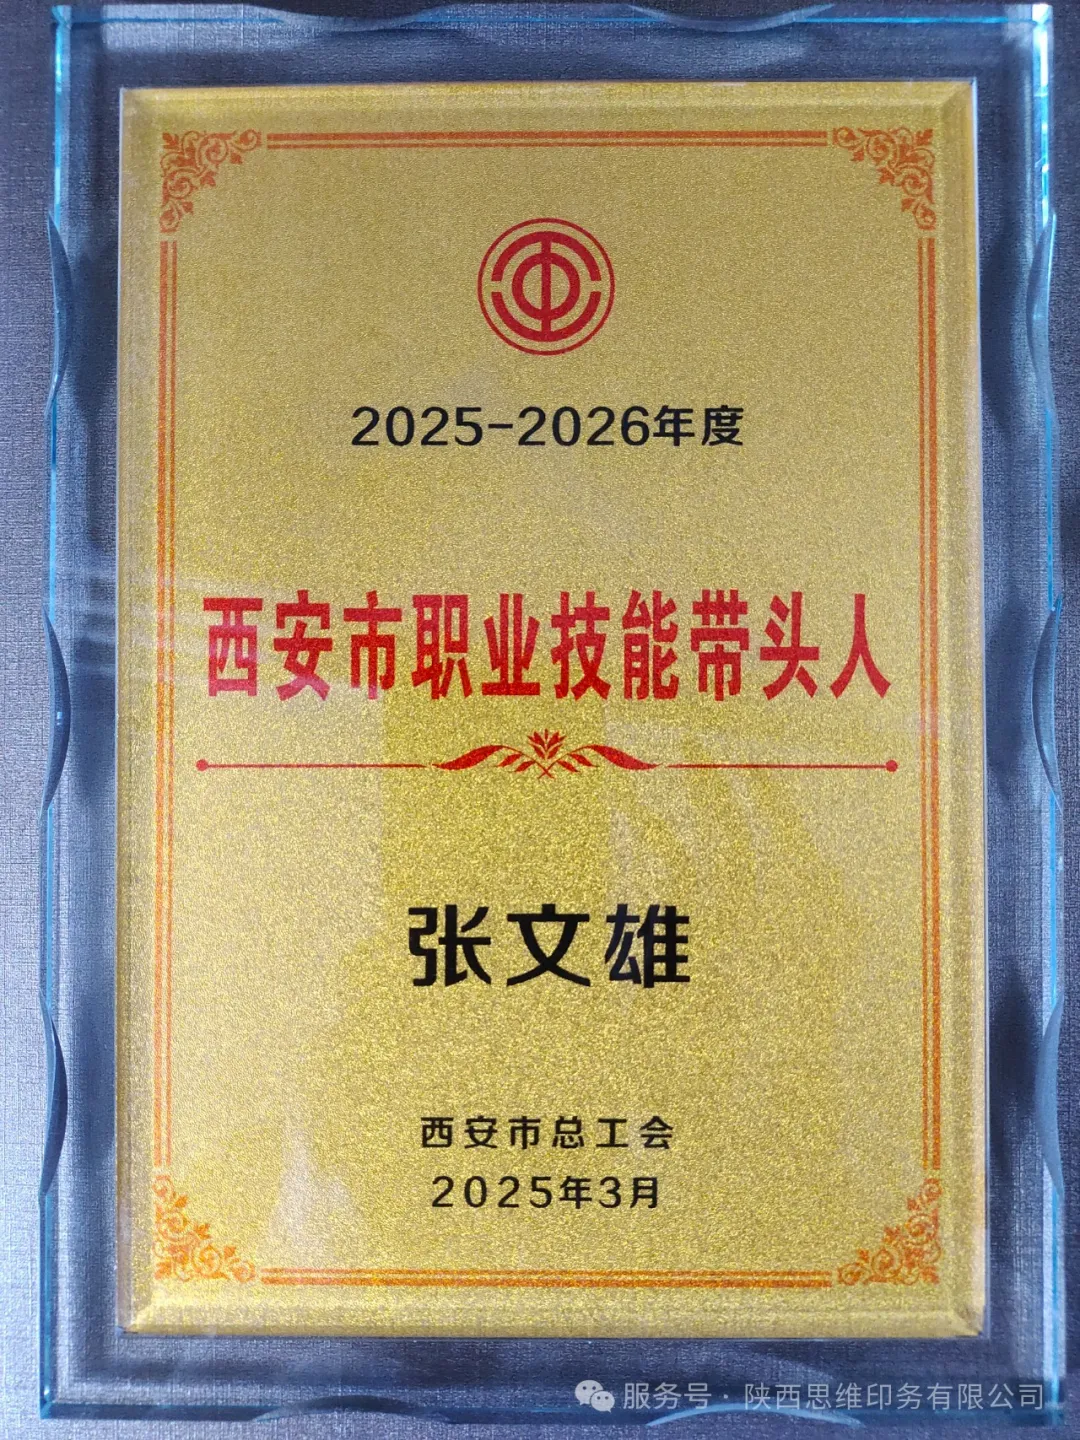 2025-2026年度
西安市职业技能带头人
张文雄
西安市总工会
2025年3月
服务号·陕西思维印务有限公司